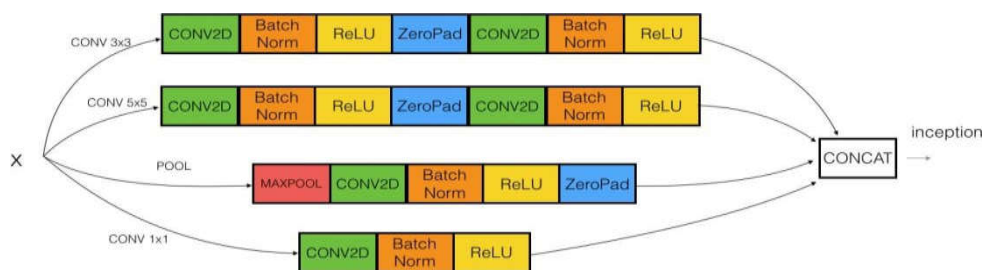 CONV 3x3
CONV2D
Batch
Norm
ReLU
ZeroPad
CONV2D
Batch
Norm
ReLU
CONV 5x5
CONV2D
Batch
Norm
ReLU
ZeroPad
CONV2D
Batch
Norm
ReLU
X
POOL
MAXPOOL
CONV2D
Batch
Norm
ReLU
ZeroPad
CONV 1x1
CONV2D
Batch
Norm
ReLU
CONCAT
inception